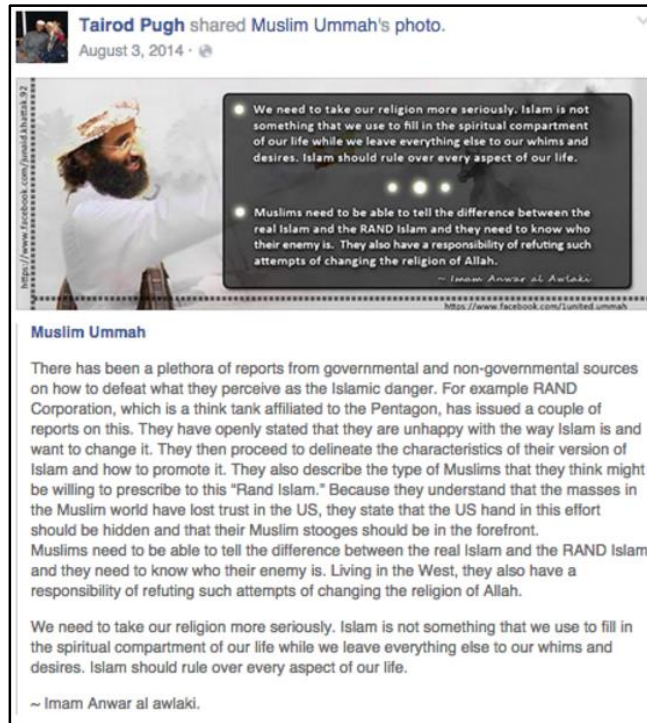 Tairod Pugh shared Muslim Ummah's photo.
August 3, 2014 ·
https://www.facebook.com/junaid.khattak.92
We need to take our religion more seriously. Islam is not
something that we use to fill in the spiritual compartment
of our life while we leave everything else to our whims and
desires. Islam should rule over every aspect of our life.
Muslims need to be able to tell the difference between the
real Islam and the RAND Islam and they need to know who
their enemy is. They also have a responsibility of refuting such
attempts of changing the religion of Allah.
~ Imam Anwar al Awlaki
https://www.facebook.com/1united.ummah
Muslim Ummah
There has been a plethora of reports from governmental and non-governmental sources
on how to defeat what they perceive as the Islamic danger. For example RAND
Corporation, which is a think tank affiliated to the Pentagon, has issued a couple of
reports on this. They have openly stated that they are unhappy with the way Islam is and
want to change it. They then proceed to delineate the characteristics of their version of
Islam and how to promote it. They also describe the type of Muslims that they think might
be willing to prescribe to this "Rand Islam." Because they understand that the masses in
the Muslim world have lost trust in the US, they state that the US hand in this effort
should be hidden and that their Muslim stooges should be in the forefront.
Muslims need to be able to tell the difference between the real Islam and the RAND Islam
and they need to know who their enemy is. Living in the West, they also have a
responsibility of refuting such attempts of changing the religion of Allah.
We need to take our religion more seriously. Islam is not something that we use to fill in
the spiritual compartment of our life while we leave everything else to our whims and
desires. Islam should rule over every aspect of our life.
~ Imam Anwar al awlaki.